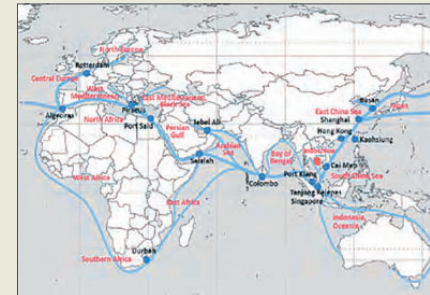 North Europe
Rotterdam
Central Europe
West
Mediterranean
East Mediterranean,
Black Sea
Piraeus
Algeciras
North Africa
Port Said
Persian
Gulf
Jebel Ali
Arabian
Sea
Salalah
West Africa
East Africa
Durban
Southern Africa
Colombo
Bay of
Bengal
Busan
Japan
East China Sea
Shanghai
Hong Kong
Kaohsiung
Cai Mep
South China Sea
Port Klang
Tanjung Pelepas
Singapore
Indonesia,
Oceania